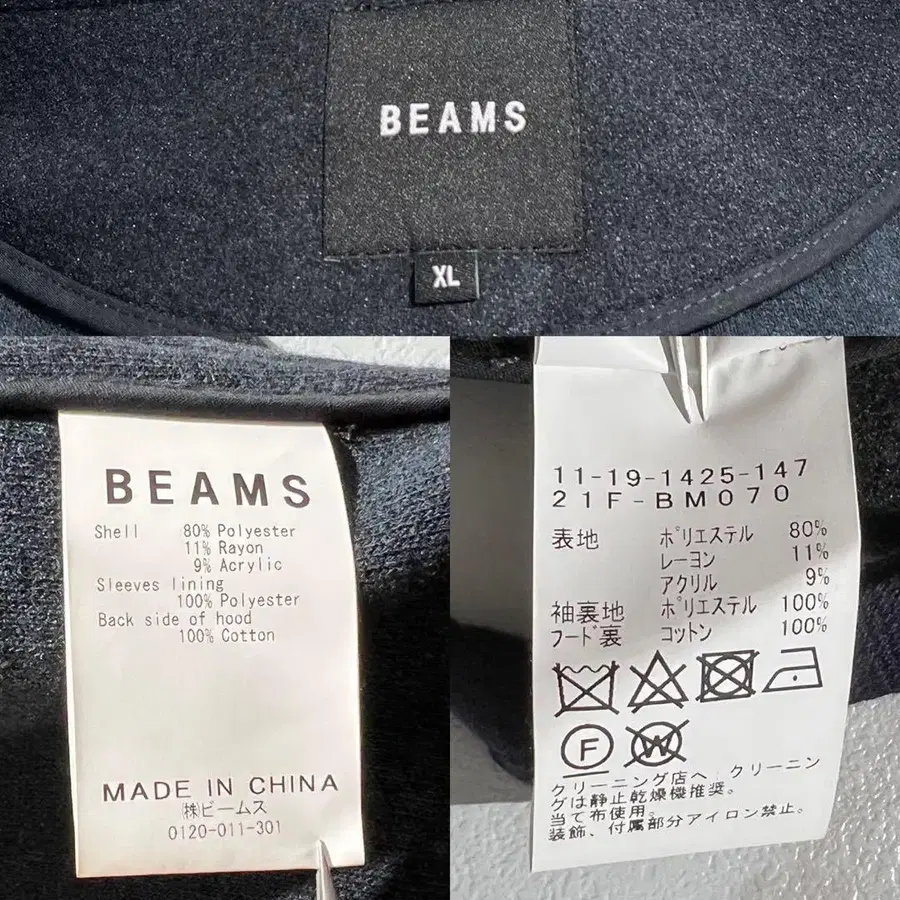 BEAMS
XL
BEAMS
Shell 80% Polyester
11% Rayon
9% Acrylic
Sleeves lining
100% Polyester
Back side of hood
100% Cotton
MADE IN CHINA
㈱ビームス
0120-011-301
11-19-1425-147
21F-BM070
表地 ポリエステル 80%
レーヨン 11%
アクリル 9%
袖裏地 ポリエステル 100%
フード裏 コットン 100%
F W
クリーニング店へ クリーニン
グは静止乾燥機推奨。
当て布使用。
装飾、付属部分アイロン禁止。